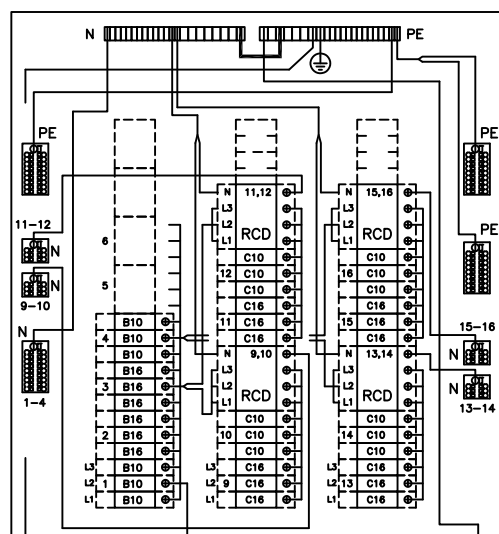 N PE
PE PE
11-12
N
9-10
N
N
1-4
PE
15-16
N
N
13-14
6
5
B10
4 B10
B10
B16
3 B16
B16
B16
2 B16
B16
L3 B10
L2 1 B10
L1 B10
N 11,12
L3
L2 RCD
L1
C10
12 C10
C10
C16
11 C16
C16
N 9,10
L3
L2 RCD
L1
C10
10 C10
C10
L3 C16
L2 9 C16
L1 C16
N 15,16
L3
L2 RCD
L1
C10
16 C10
C10
C16
15 C16
C16
N 13,14
L3
L2 RCD
L1
C10
14 C10
C10
L3 C16
L2 13 C16
L1 C16